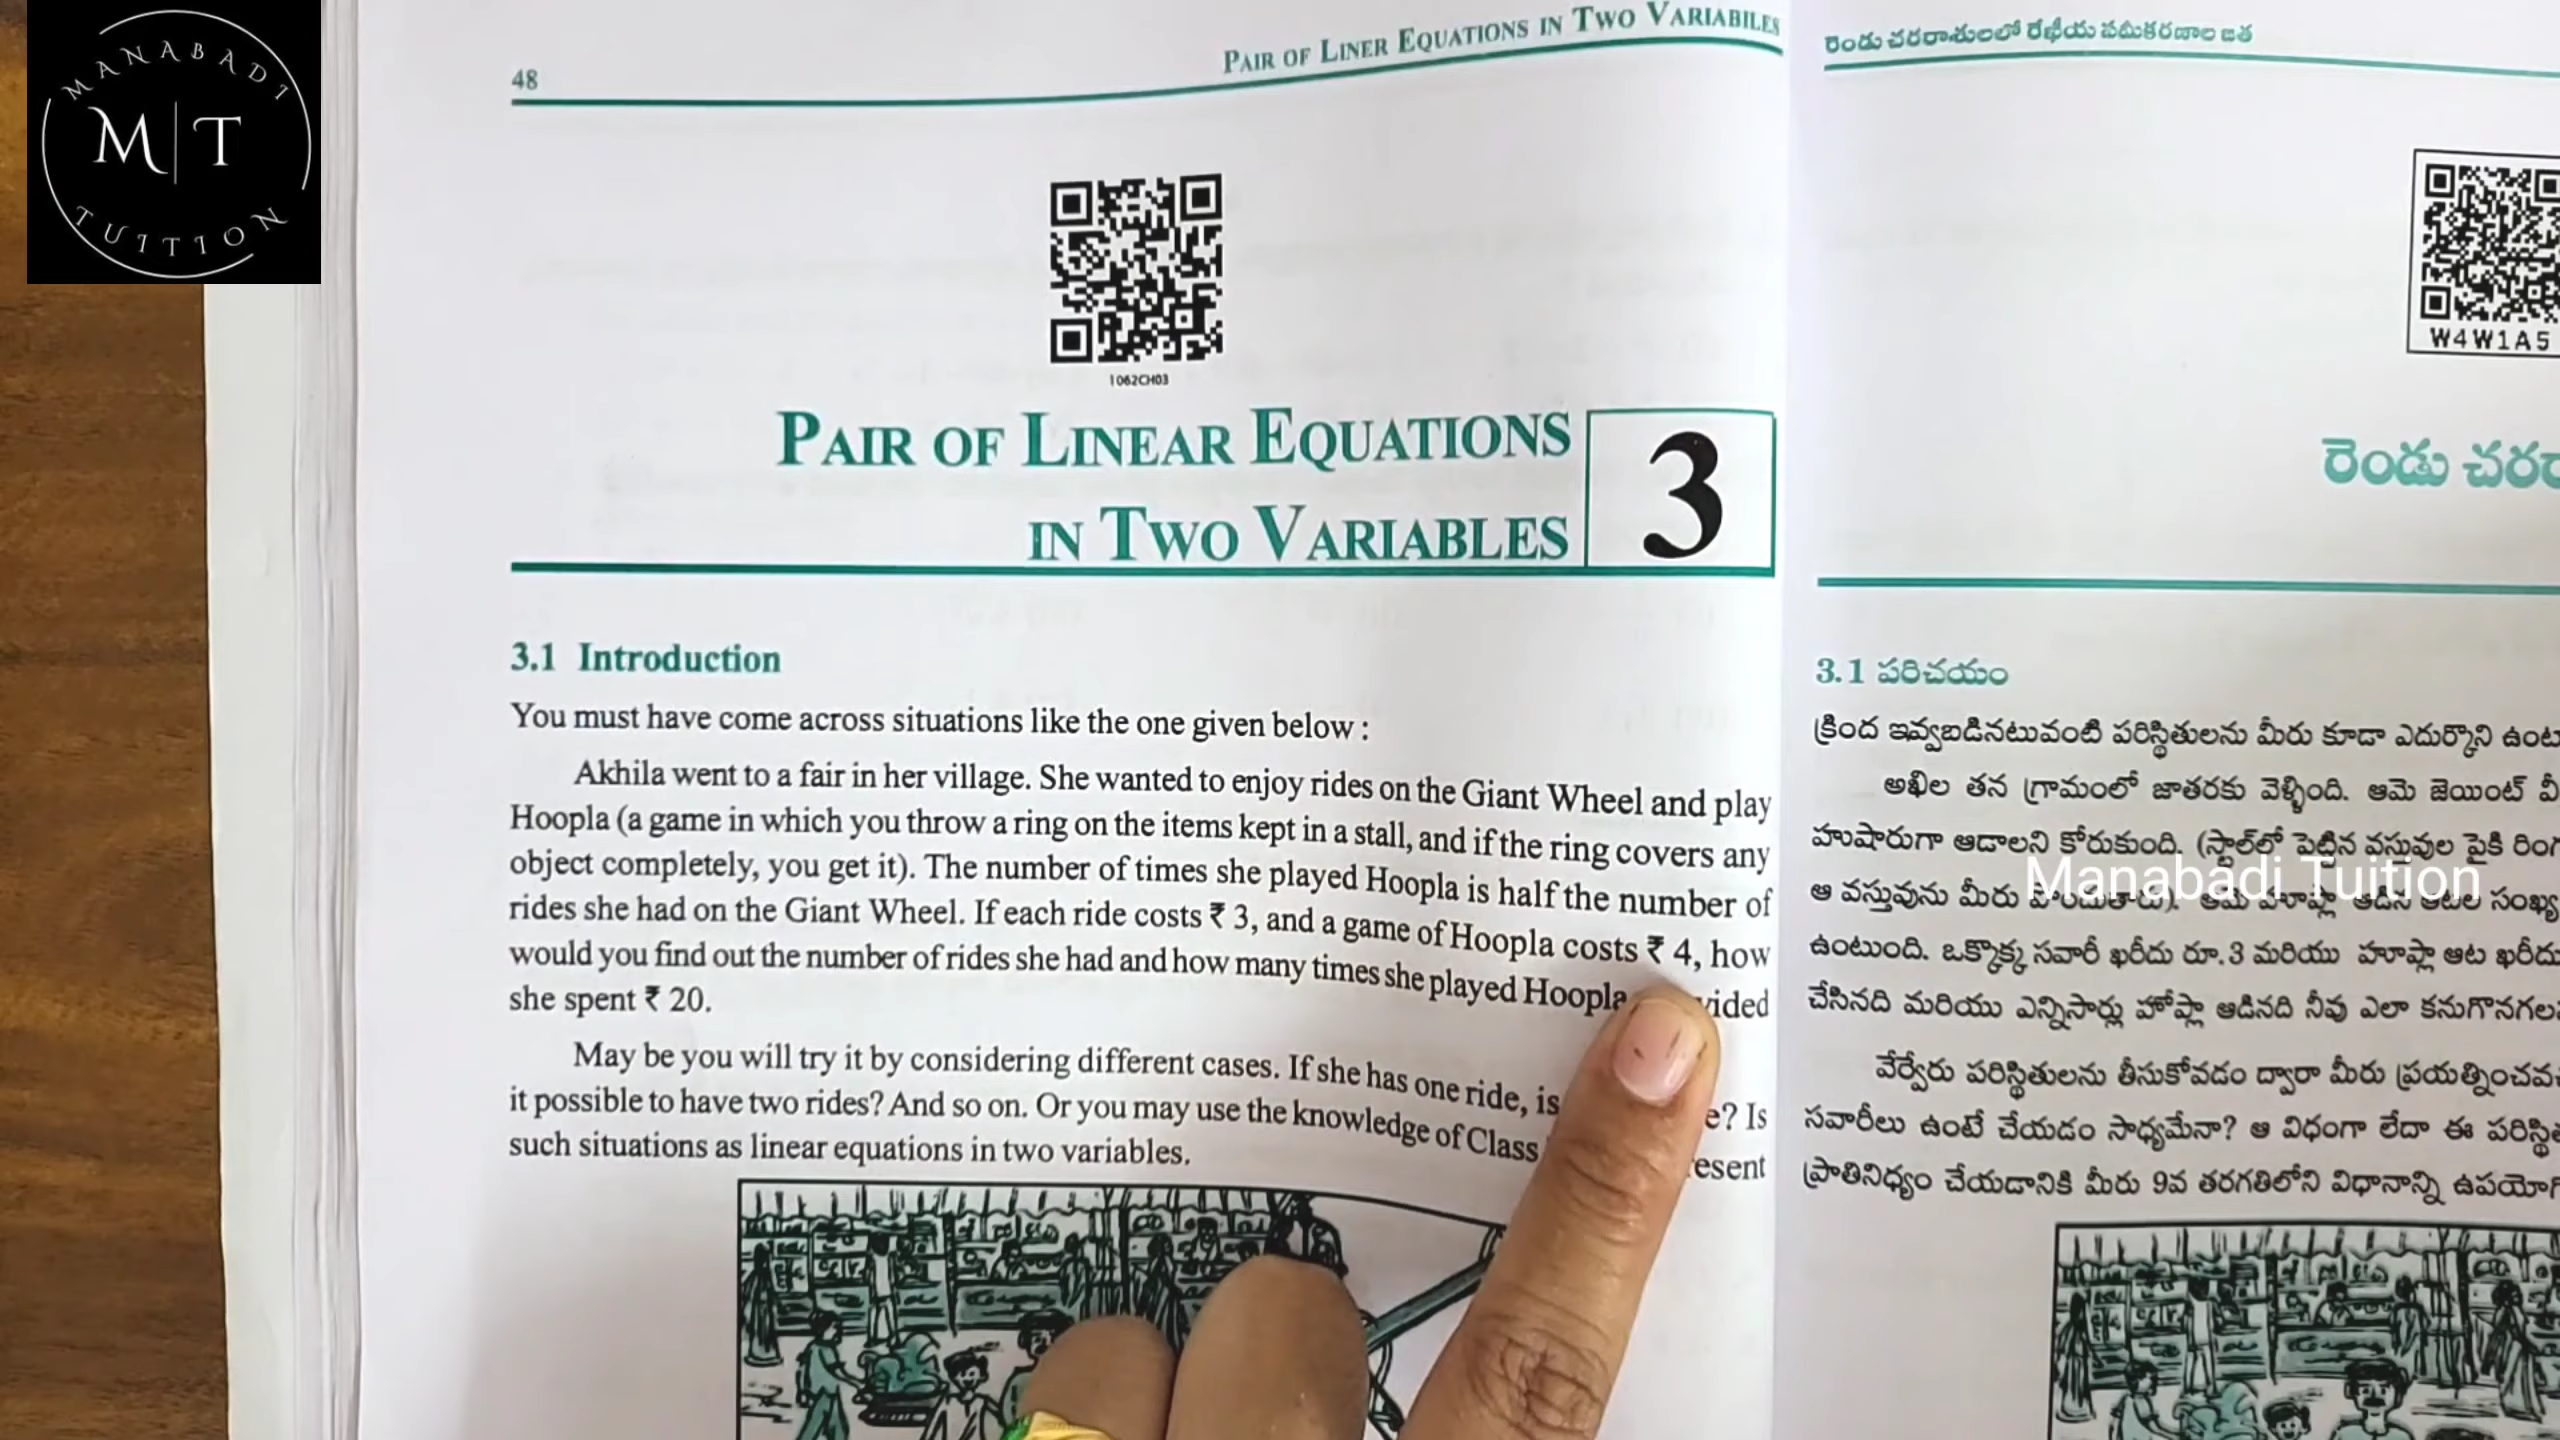 MANABADI
M|T
TUITION
48
PAIR OF LINER EQUATIONS IN TWO VARIABILES
1062CH03
PAIR OF LINEAR EQUATIONS
IN TWO VARIABLES
3
3.1 Introduction
You must have come across situations like the one given below :
Akhila went to a fair in her village. She wanted to enjoy rides on the Giant Wheel and play
Hoopla (a game in which you throw a ring on the items kept in a stall, and if the ring covers any
object completely, you get it). The number of times she played Hoopla is half the number of
rides she had on the Giant Wheel. If each ride costs ₹ 3, and a game of Hoopla costs ₹ 4, how
would you find out the number of rides she had and how many times she played Hoopla
she spent ₹ 20.
May be you will try it by considering different cases. If she has one ride, is
it possible to have two rides? And so on. Or you may use the knowledge of Class Is
such situations as linear equations in two variables.
రెండు చరరాశులలో రేఖీయ సమీకరణాల జత
W4W1A5
రెండు
3.1 పరిచయం
క్రింద ఇవ్వబడినటువంటి పరిస్థితులను మీరు కూడా ఎదుర్కొని
అఖిల తన గ్రామంలో జాతరకు వెళ్ళింది. ఆమె జెయింట్
హుషారుగా ఆడాలని కోరుకుంది. (స్టాల్‌లో పెట్టిన వస్తువుల పైకి
Manabadi Tuition
ఆ వస్తువును మీరు సంఖ్య
ఉంటుంది. ఒక్కొక్క సవారీ ఖరీదు రూ.3 మరియు హూప్లా ఆట ఖరీదు
చేసినది మరియు ఎన్నిసార్లు హోప్లా ఆడినది నీవు ఎలా
వేర్వేరు పరిస్థితులను తీసుకోవడం ద్వారా మీరు
సవారీలు ఉంటే చేయడం సాధ్యమేనా? ఆ విధంగా లేదా ఈ
ప్రాతినిధ్యం చేయడానికి మీరు 9వ తరగతిలోని విధానాన్ని